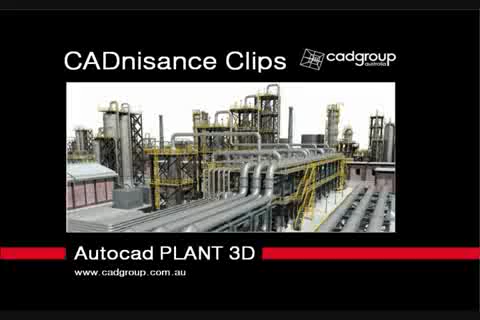 CADnisance Clips
cadgroup
australia
Autocad PLANT 3D
www.cadgroup.com.au